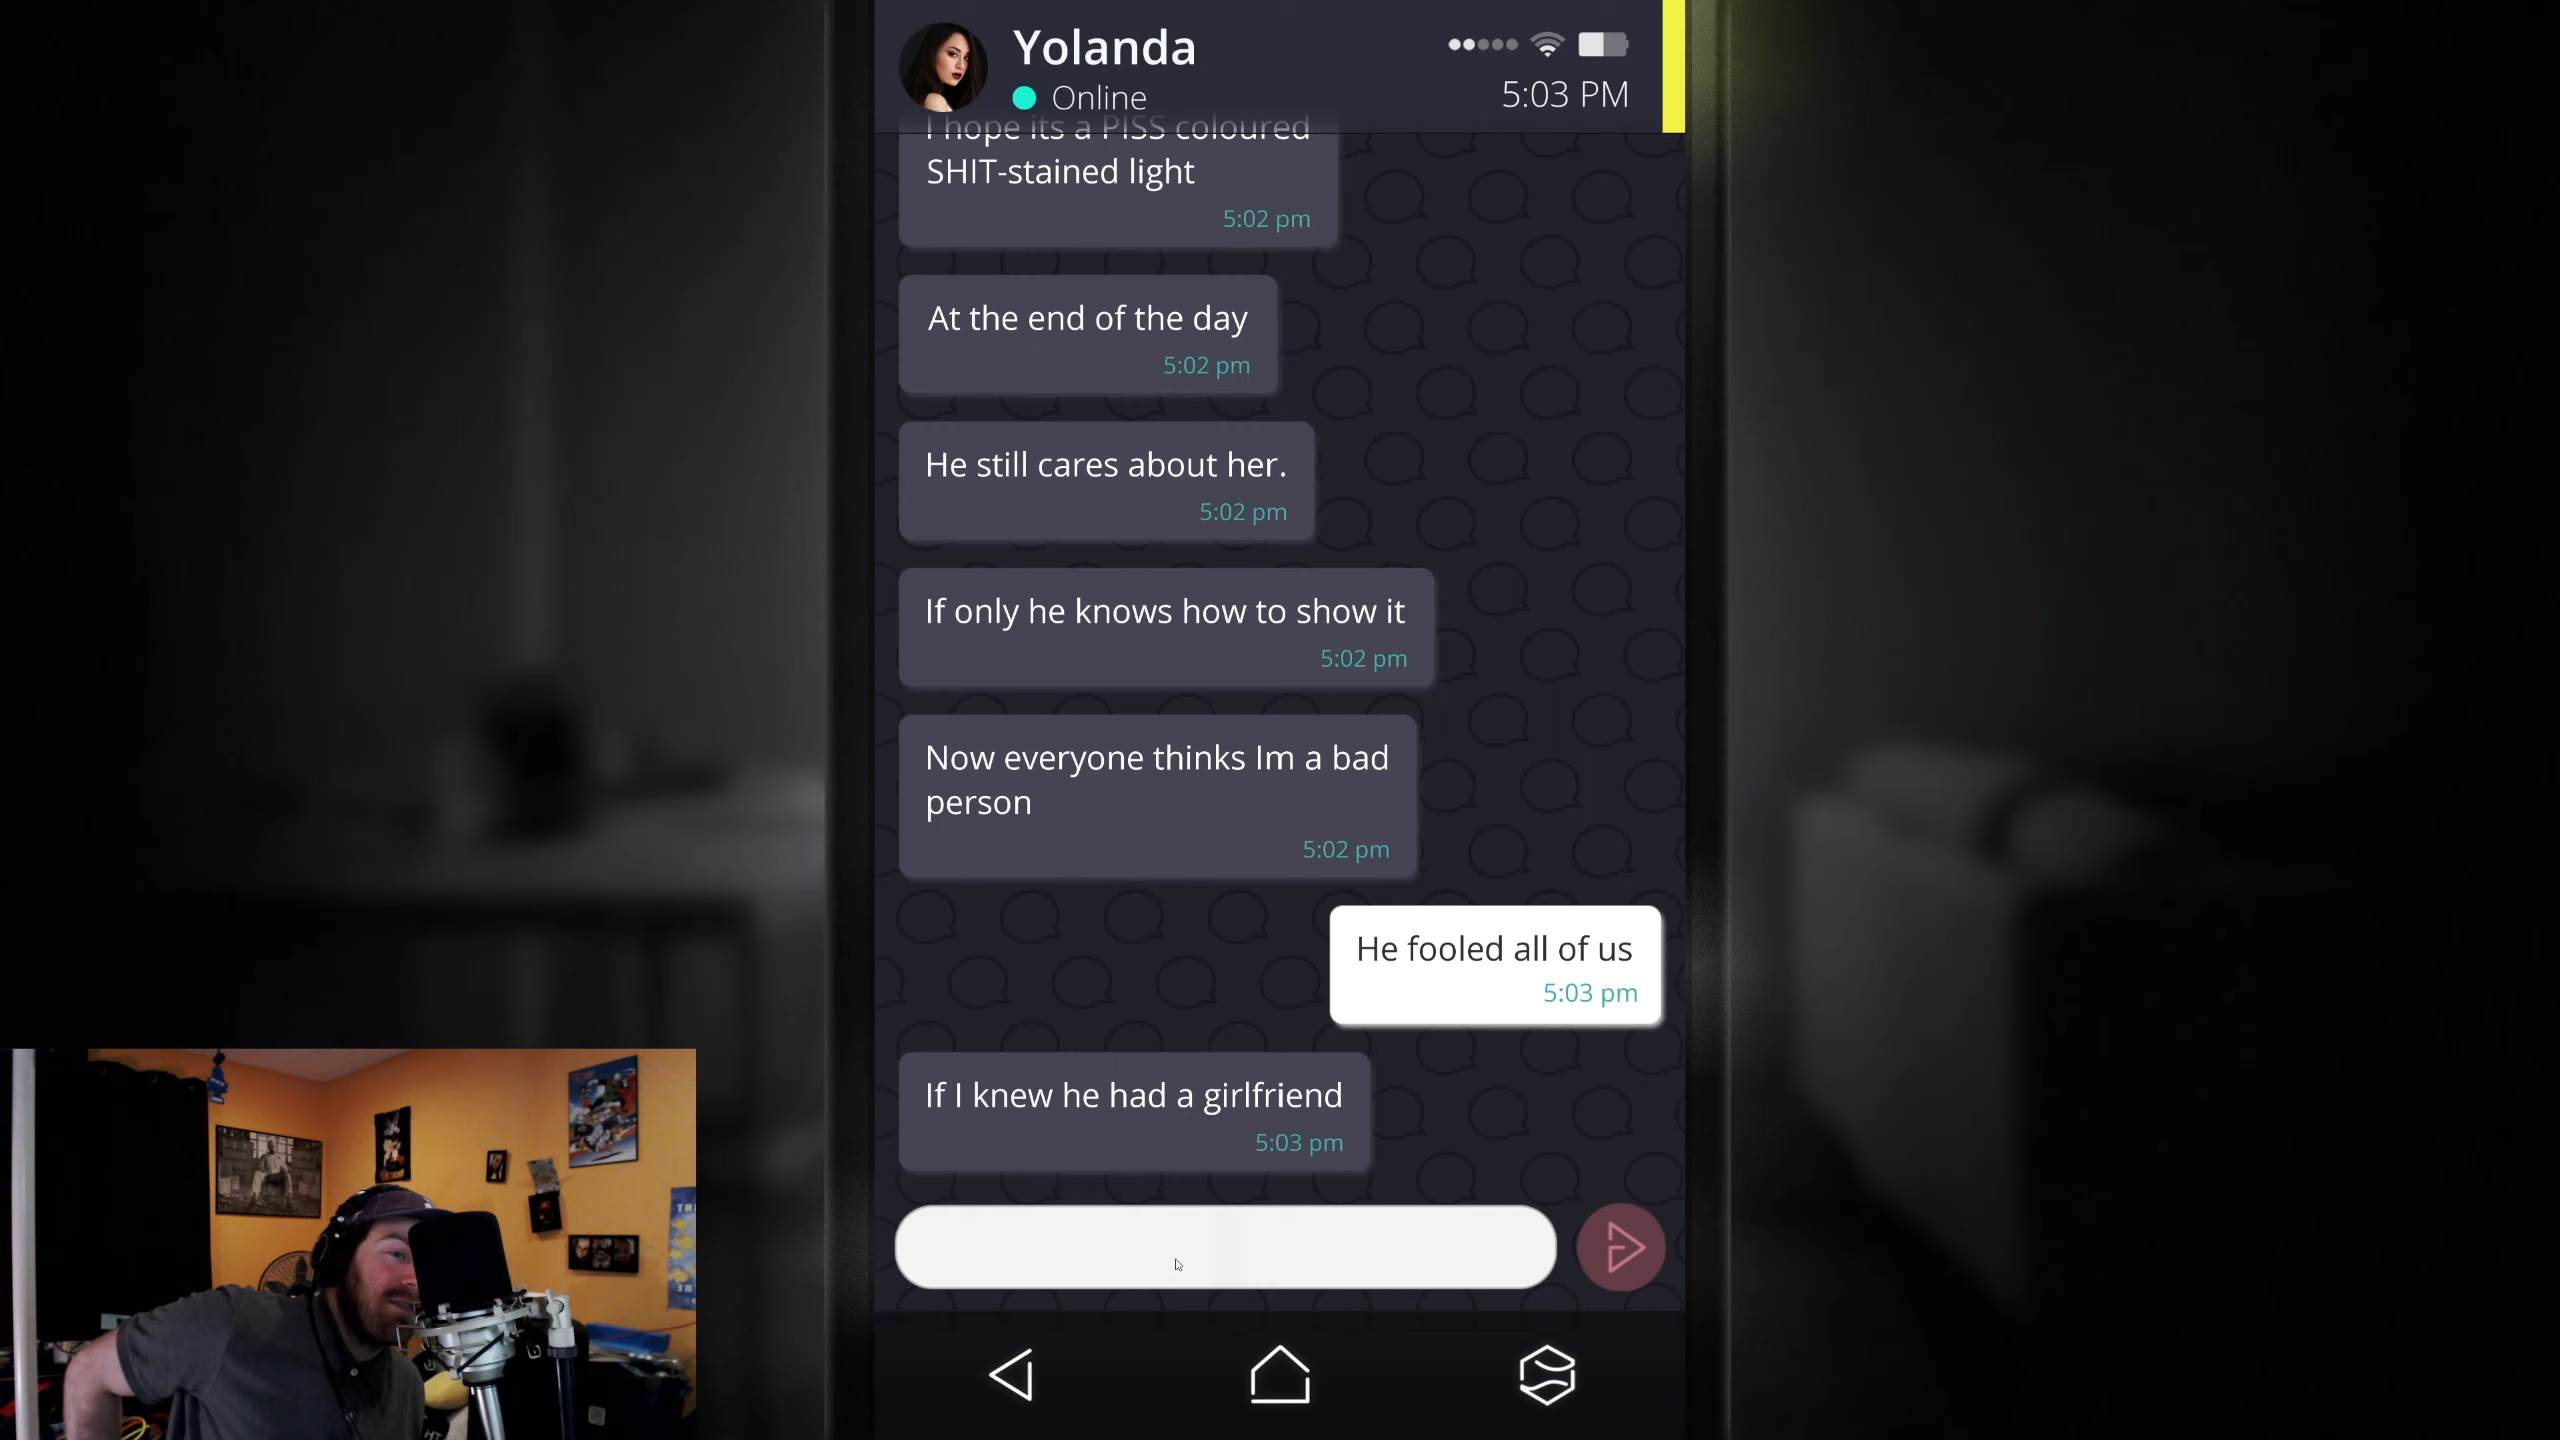 Yolanda
Online
5:03 PM
I hope its a PISS coloured
SHIT-stained light
5:02 pm
At the end of the day
5:02 pm
He still cares about her.
5:02 pm
If only he knows how to show it
5:02 pm
Now everyone thinks Im a bad
person
5:02 pm
He fooled all of us
5:03 pm
If I knew he had a girlfriend
5:03 pm